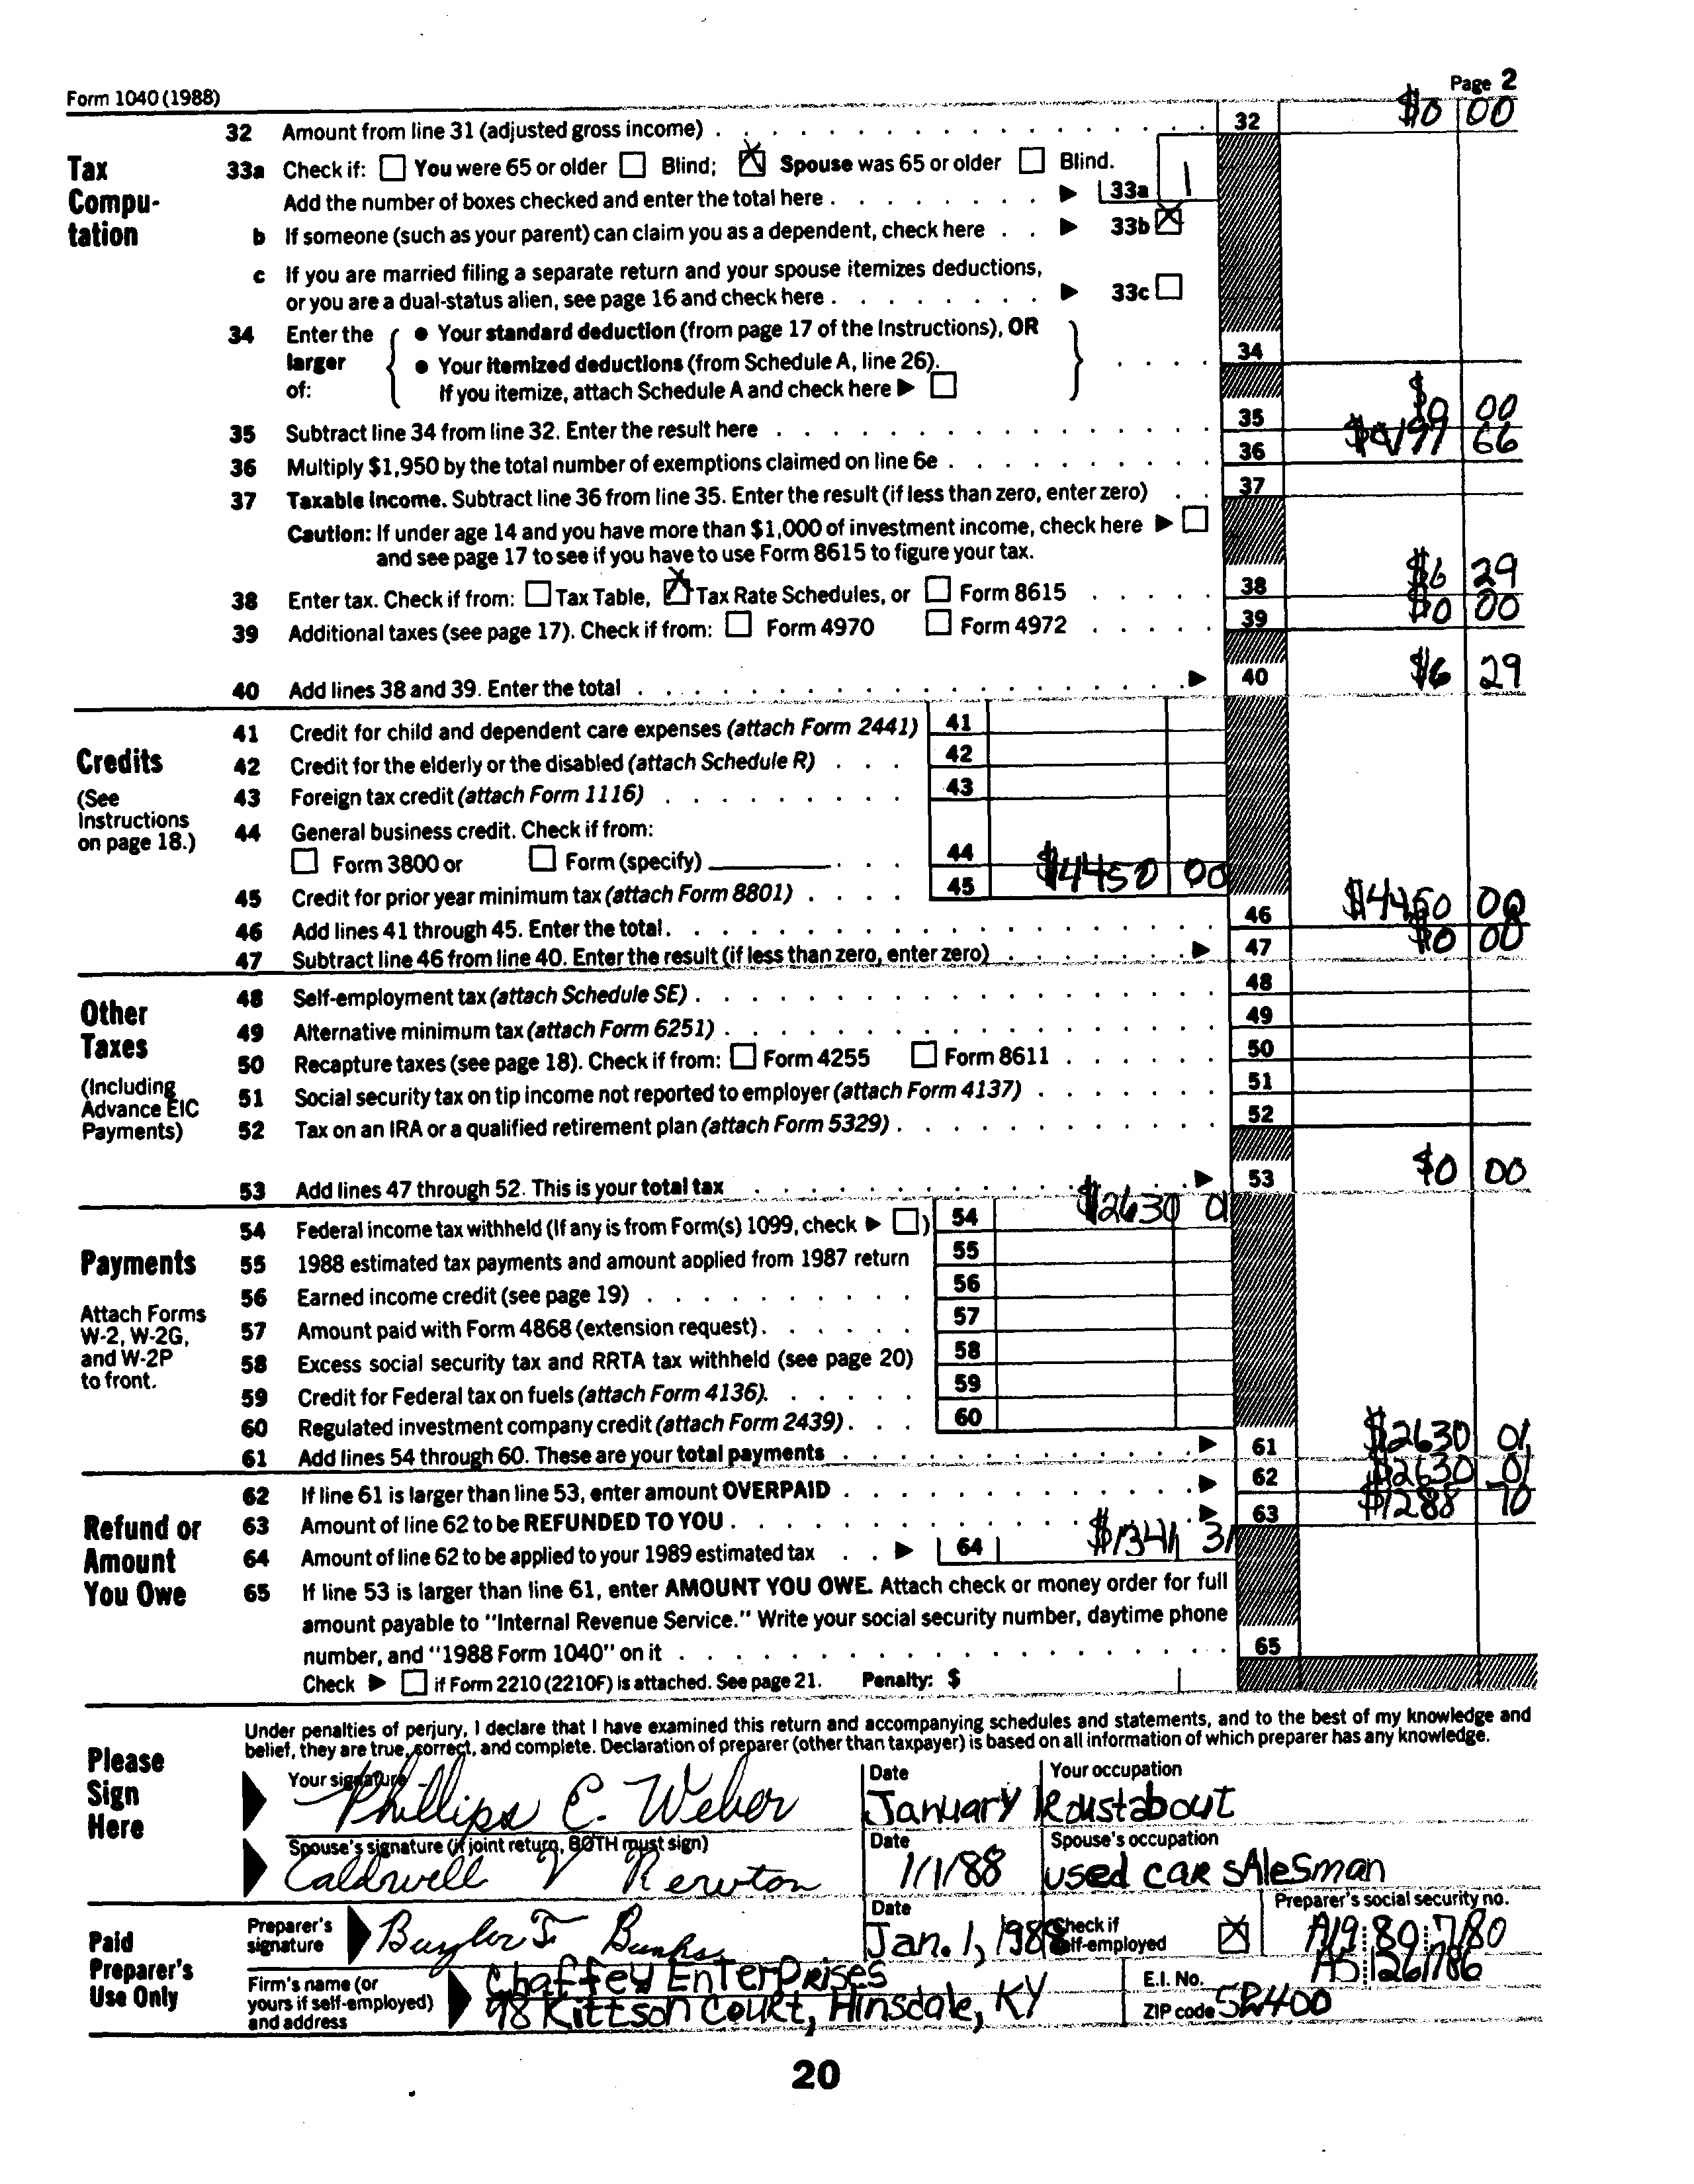 Form 1040 (1988) Page 2
32 Amount from line 31 (adjusted gross income) 32 $0 00
Tax Compu-tation
33a Check if: You were 65 or older Blind; Spouse was 65 or older Blind.
Add the number of boxes checked and enter the total here 33a 1
b If someone (such as your parent) can claim you as a dependent, check here 33b
c If you are married filing a separate return and your spouse itemizes deductions,
or you are a dual-status alien, see page 16 and check here 33c
34 Enter the larger of:
• Your standard deduction (from page 17 of the Instructions), OR
• Your itemized deductions (from Schedule A, line 26).
If you itemize, attach Schedule A and check here
34
35 Subtract line 34 from line 32. Enter the result here 35 $0 00
36 Multiply $1,950 by the total number of exemptions claimed on line 6e 36 66
37 Taxable income. Subtract line 36 from line 35. Enter the result (if less than zero, enter zero) 37
Caution: If under age 14 and you have more than $1,000 of investment income, check here
and see page 17 to see if you have to use Form 8615 to figure your tax.
38 Enter tax. Check if from: Tax Table, Tax Rate Schedules, or Form 8615 38 $6 29
39 Additional taxes (see page 17). Check if from: Form 4970 Form 4972 39 $0 00
40 Add lines 38 and 39. Enter the total 40 $6 29
Credits
(See Instructions on page 18.)
41 Credit for child and dependent care expenses (attach Form 2441) 41
42 Credit for the elderly or the disabled (attach Schedule R) 42
43 Foreign tax credit (attach Form 1116) 43
44 General business credit. Check if from:
Form 3800 or Form (specify) 44
45 Credit for prior year minimum tax (attach Form 8801) 45 $4450 00
46 Add lines 41 through 45. Enter the total. 46 $4450 00
47 Subtract line 46 from line 40. Enter the result (if less than zero, enter zero) 47 $0 00
Other Taxes
(Including Advance EIC Payments)
48 Self-employment tax (attach Schedule SE) 48
49 Alternative minimum tax (attach Form 6251) 49
50 Recapture taxes (see page 18). Check if from: Form 4255 Form 8611 50
51 Social security tax on tip income not reported to employer (attach Form 4137) 51
52 Tax on an IRA or a qualified retirement plan (attach Form 5329) 52
53 Add lines 47 through 52. This is your total tax 53 $0 00
Payments
Attach Forms W-2, W-2G, and W-2P to front.
54 Federal income tax withheld (If any is from Form(s) 1099, check ) 54 $2630 01
55 1988 estimated tax payments and amount applied from 1987 return 55
56 Earned income credit (see page 19) 56
57 Amount paid with Form 4868 (extension request) 57
58 Excess social security tax and RRTA tax withheld (see page 20) 58
59 Credit for Federal tax on fuels (attach Form 4136) 59
60 Regulated investment company credit (attach Form 2439) 60
61 Add lines 54 through 60. These are your total payments 61 $2630 01
Refund or Amount You Owe
62 If line 61 is larger than line 53, enter amount OVERPAID 62 $2630 01
63 Amount of line 62 to be REFUNDED TO YOU 63 $1288 70
64 Amount of line 62 to be applied to your 1989 estimated tax 64 $1341 31
65 If line 53 is larger than line 61, enter AMOUNT YOU OWE. Attach check or money order for full
amount payable to "Internal Revenue Service." Write your social security number, daytime phone
number, and "1988 Form 1040" on it 65
Check if Form 2210 (2210F) is attached. See page 21. Penalty: $
Please Sign Here
Under penalties of perjury, I declare that I have examined this return and accompanying schedules and statements, and to the best of my knowledge and
belief, they are true, correct, and complete. Declaration of preparer (other than taxpayer) is based on all information of which preparer has any knowledge.
Your signature Date Your occupation
Phillipa C. Weber January Roustabout
Spouse's signature (if joint return, BOTH must sign) Date Spouse's occupation
Caldwell V Newton 1/1/88 used car salesman
Paid Preparer's Use Only
Preparer's signature Date Check if self-employed Preparer's social security no.
Jan. 1, 1988
Firm's name (or yours if self-employed) and address
Chaffey Enterprises
98 Kittson Court, Hinsdale, KY
E.I. No.
ZIP code
20